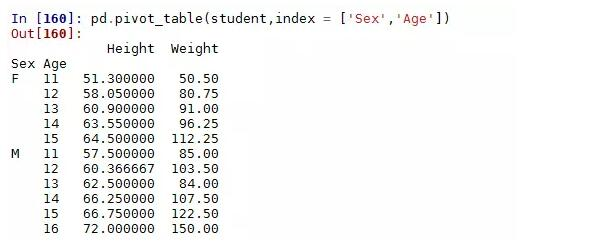 In [160]: pd.pivot_table(student,index = ['Sex','Age'])
Out[160]:
Height Weight
Sex Age
F 11 51.300000 50.50
12 58.050000 80.75
13 60.900000 91.00
14 63.550000 96.25
15 64.500000 112.25
M 11 57.500000 85.00
12 60.366667 103.50
13 62.500000 84.00
14 66.250000 107.50
15 66.750000 122.50
16 72.000000 150.00